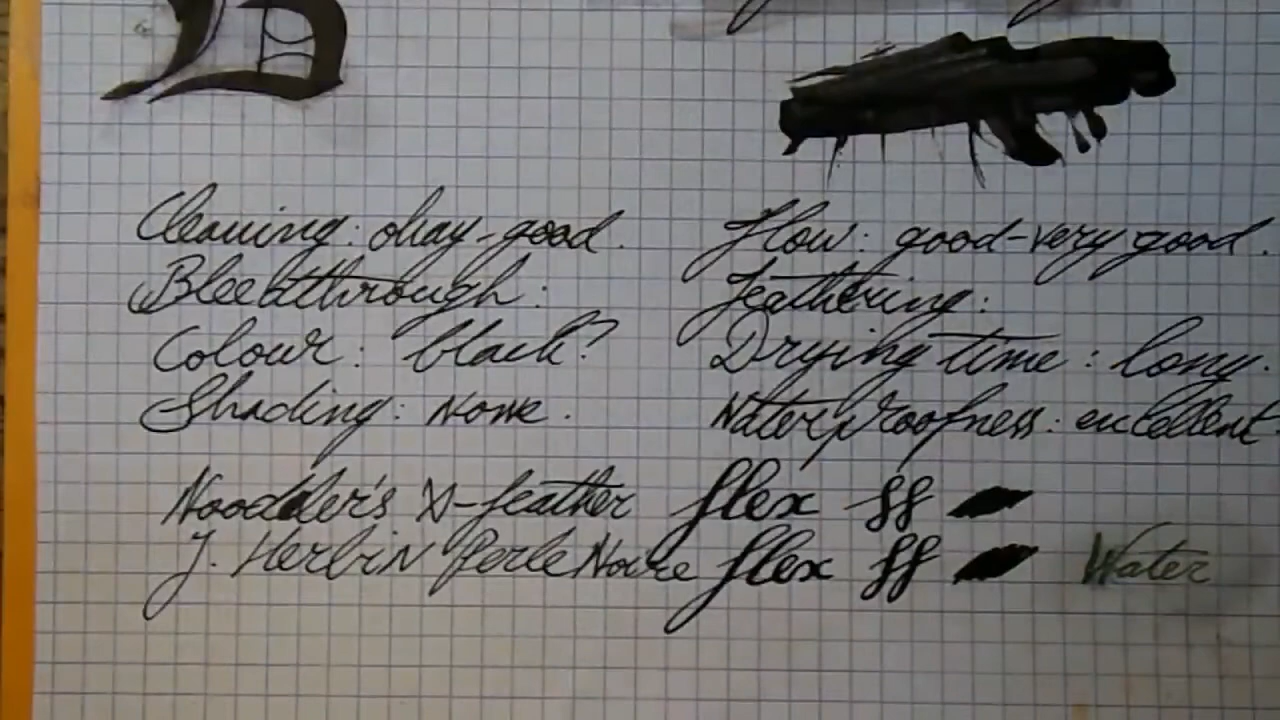 B
Cleaning: okay-good. Flow: good-very good.
Bleedthrough: Feathering:
Colour: black? Drying time: long.
Shading: None. Waterproofness: excellent.
Noodler's X-feather flex ff
J. Herbin Perle Noire flex ff Water